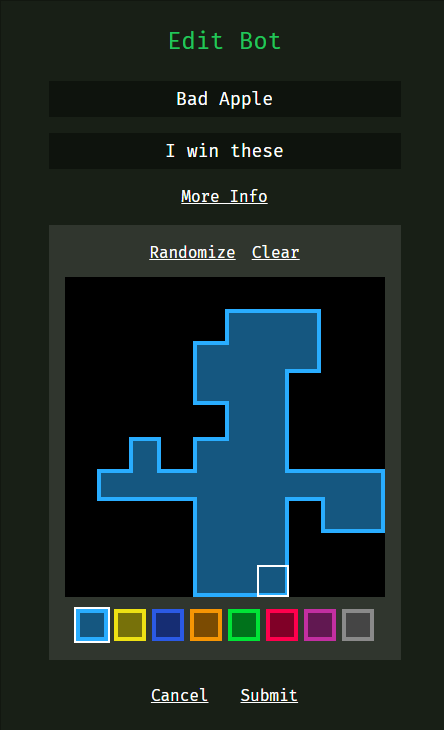 Edit Bot
Bad Apple
I win these
More Info
Randomize Clear
Cancel Submit